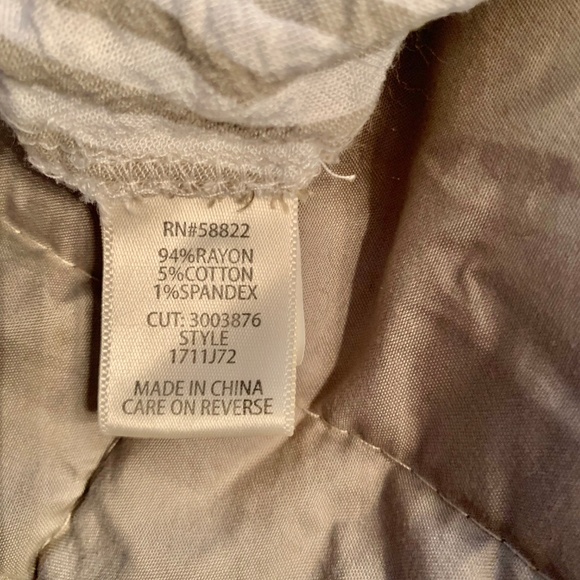 RN#58822
94%RAYON
5%COTTON
1%SPANDEX
CUT: 3003876
STYLE
1711J72
MADE IN CHINA
CARE ON REVERSE